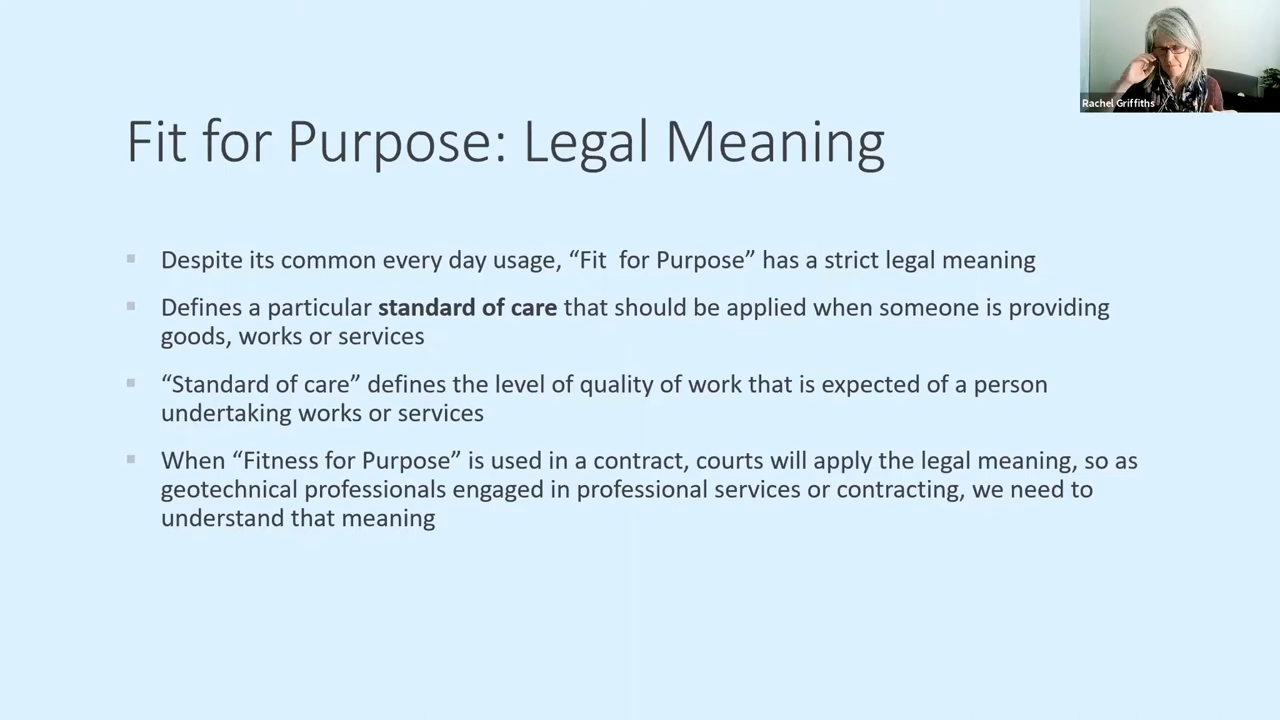 Rachel Griffiths
Fit for Purpose: Legal Meaning
Despite its common every day usage, “Fit for Purpose” has a strict legal meaning
Defines a particular standard of care that should be applied when someone is providing
goods, works or services
“Standard of care” defines the level of quality of work that is expected of a person
undertaking works or services
When “Fitness for Purpose” is used in a contract, courts will apply the legal meaning, so as
geotechnical professionals engaged in professional services or contracting, we need to
understand that meaning